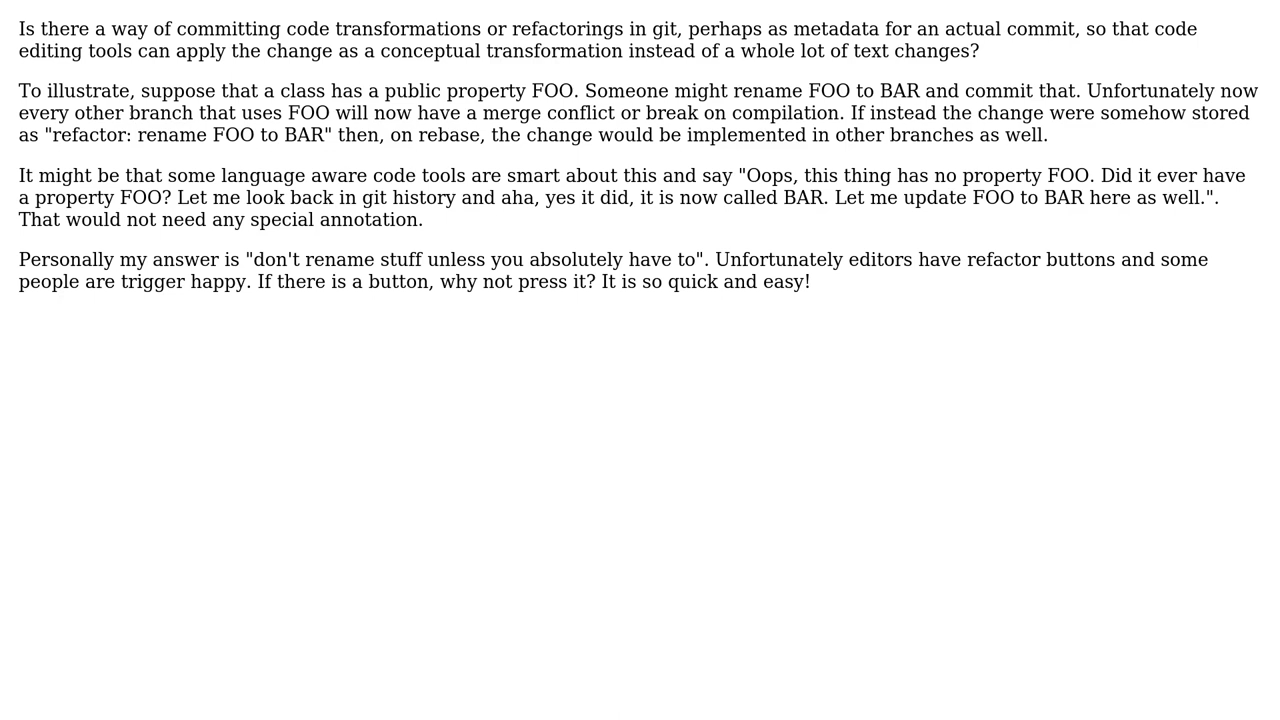 Is there a way of committing code transformations or refactorings in git, perhaps as metadata for an actual commit, so that code
editing tools can apply the change as a conceptual transformation instead of a whole lot of text changes?
To illustrate, suppose that a class has a public property FOO. Someone might rename FOO to BAR and commit that. Unfortunately now
every other branch that uses FOO will now have a merge conflict or break on compilation. If instead the change were somehow stored
as "refactor: rename FOO to BAR" then, on rebase, the change would be implemented in other branches as well.
It might be that some language aware code tools are smart about this and say "Oops, this thing has no property FOO. Did it ever have
a property FOO? Let me look back in git history and aha, yes it did, it is now called BAR. Let me update FOO to BAR here as well.".
That would not need any special annotation.
Personally my answer is "don't rename stuff unless you absolutely have to". Unfortunately editors have refactor buttons and some
people are trigger happy. If there is a button, why not press it? It is so quick and easy!